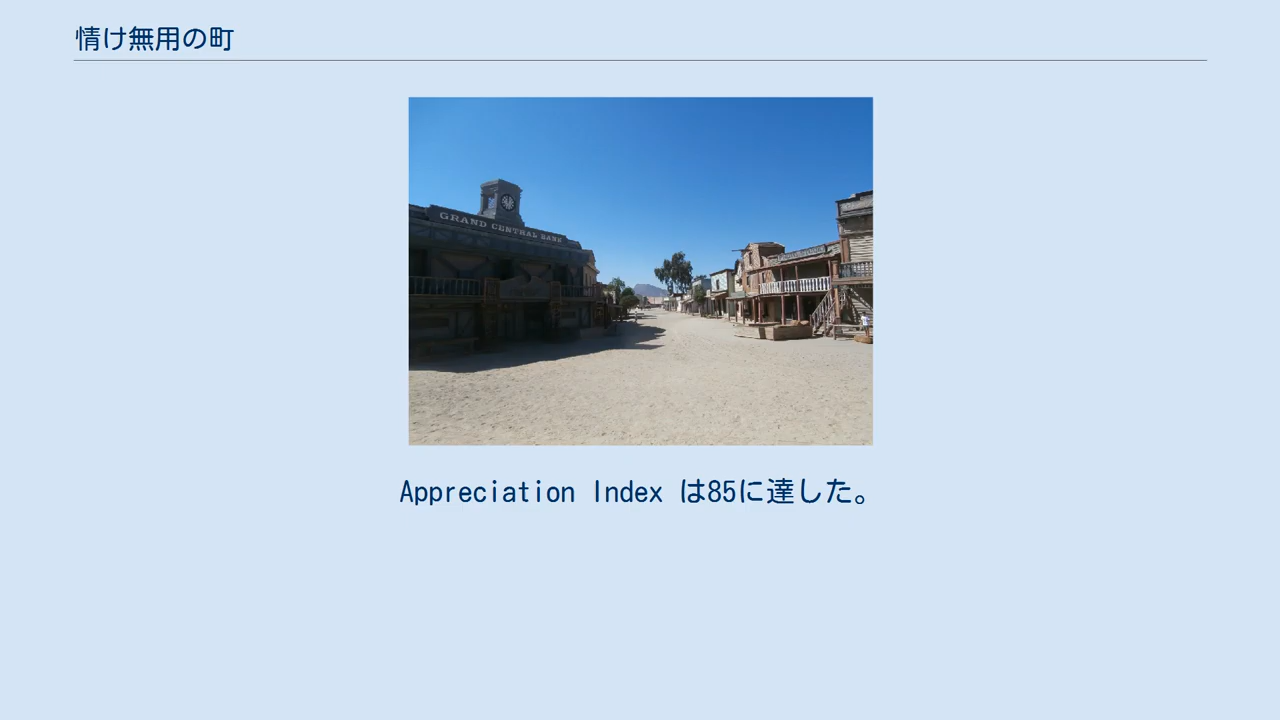 情け無用の町
GRAND CENTRAL BANK
Appreciation Index は85に達した。